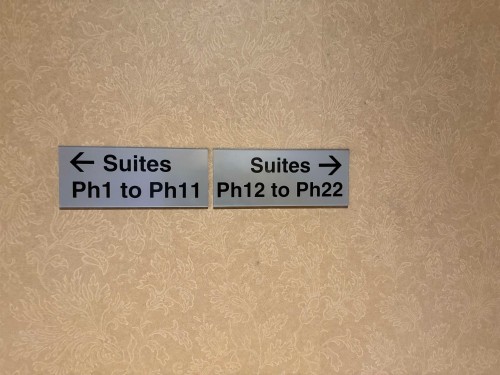 ← Suites
Ph1 to Ph11
Suites →
Ph12 to Ph22